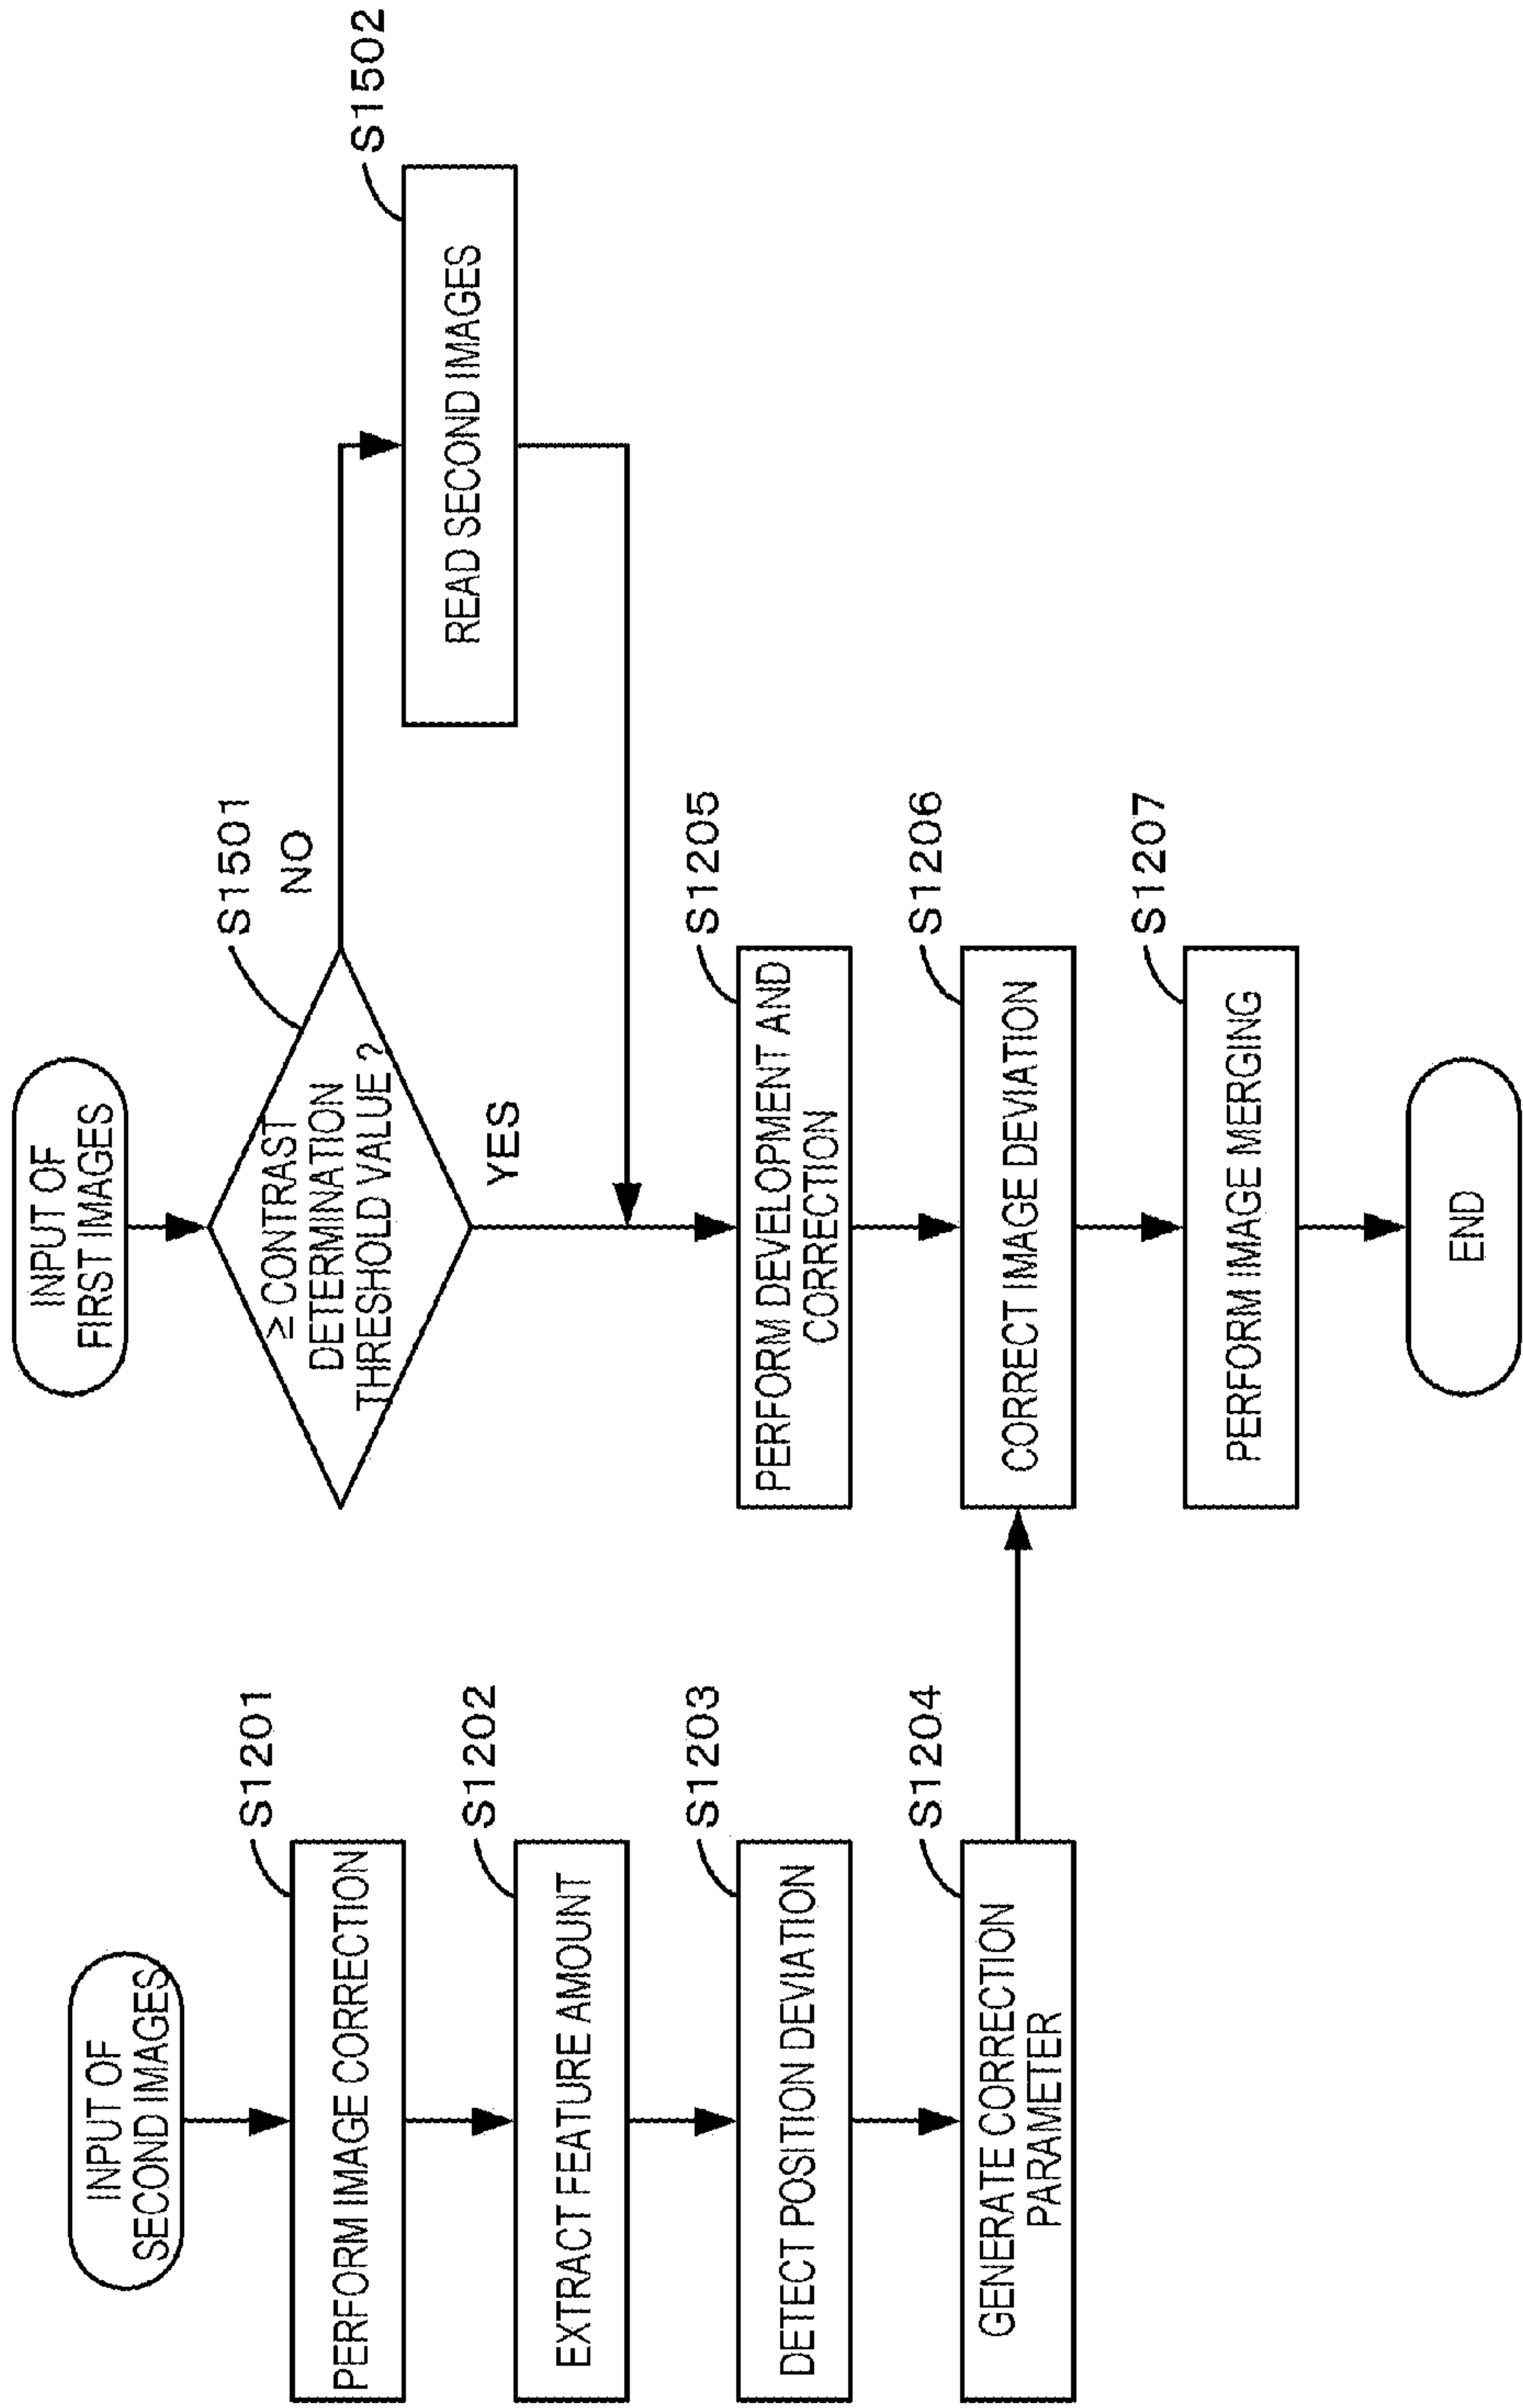 INPUT OF
SECOND IMAGES
S1201
PERFORM IMAGE CORRECTION
S1202
EXTRACT FEATURE AMOUNT
S1203
DETECT POSITION DEVIATION
S1204
GENERATE CORRECTION
PARAMETER
INPUT OF
FIRST IMAGES
S1501
≥ CONTRAST
DETERMINATION
THRESHOLD VALUE ?
NO
YES
S1502
READ SECOND IMAGES
S1205
PERFORM DEVELOPMENT AND
CORRECTION
S1206
CORRECT IMAGE DEVIATION
S1207
PERFORM IMAGE MERGING
END